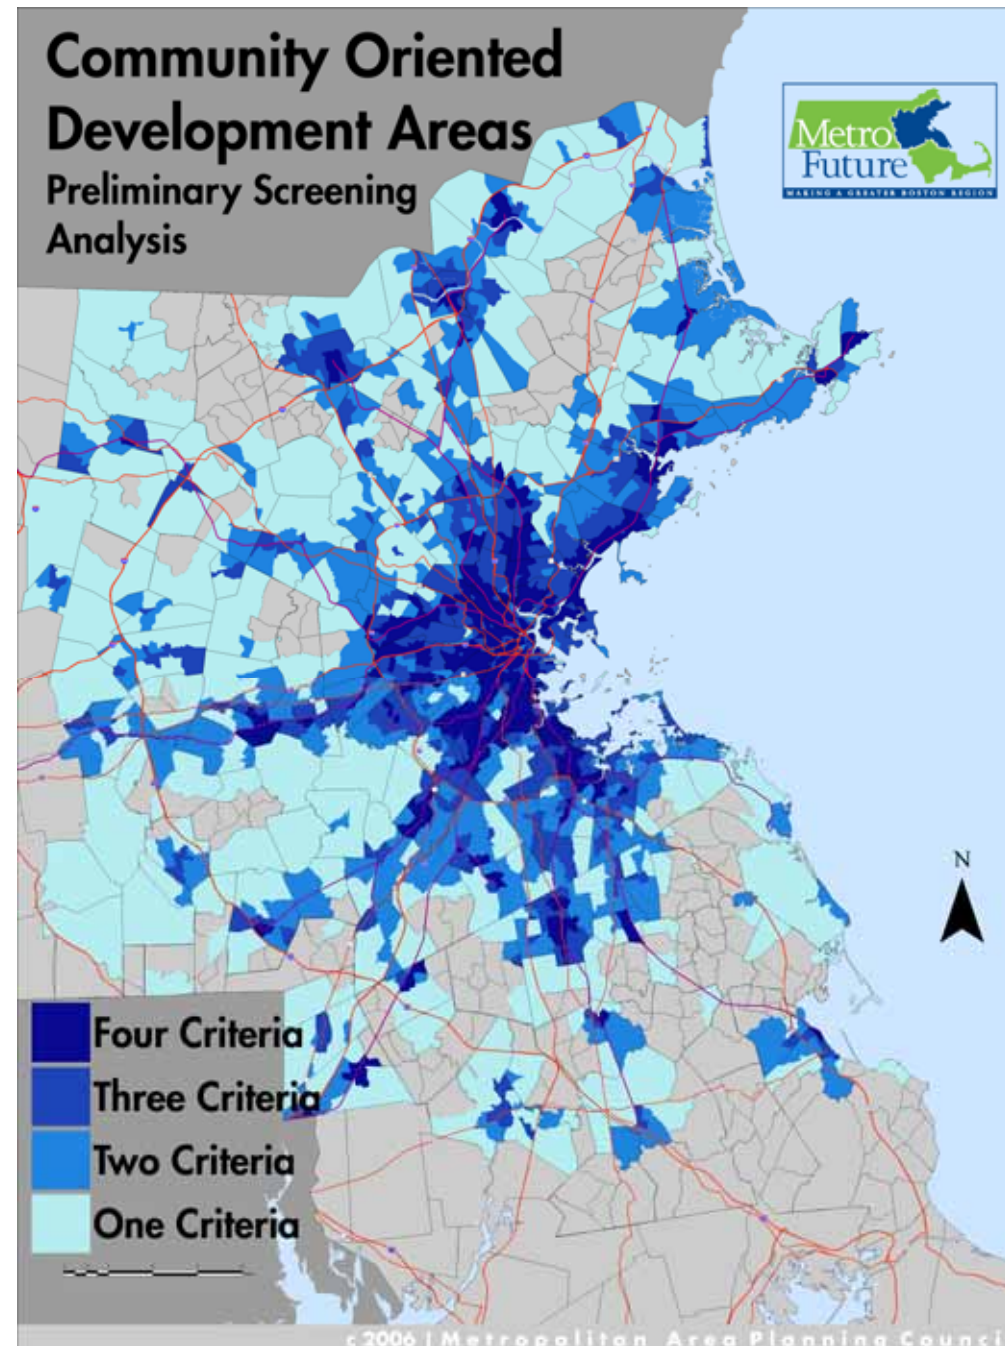 Community Oriented
Development Areas
Preliminary Screening
Analysis
Metro
Future
MAKING A GREATER BOSTON REGION
N
Four Criteria
Three Criteria
Two Criteria
One Criteria
c 2006 | Metropolitan Area Planning Counci